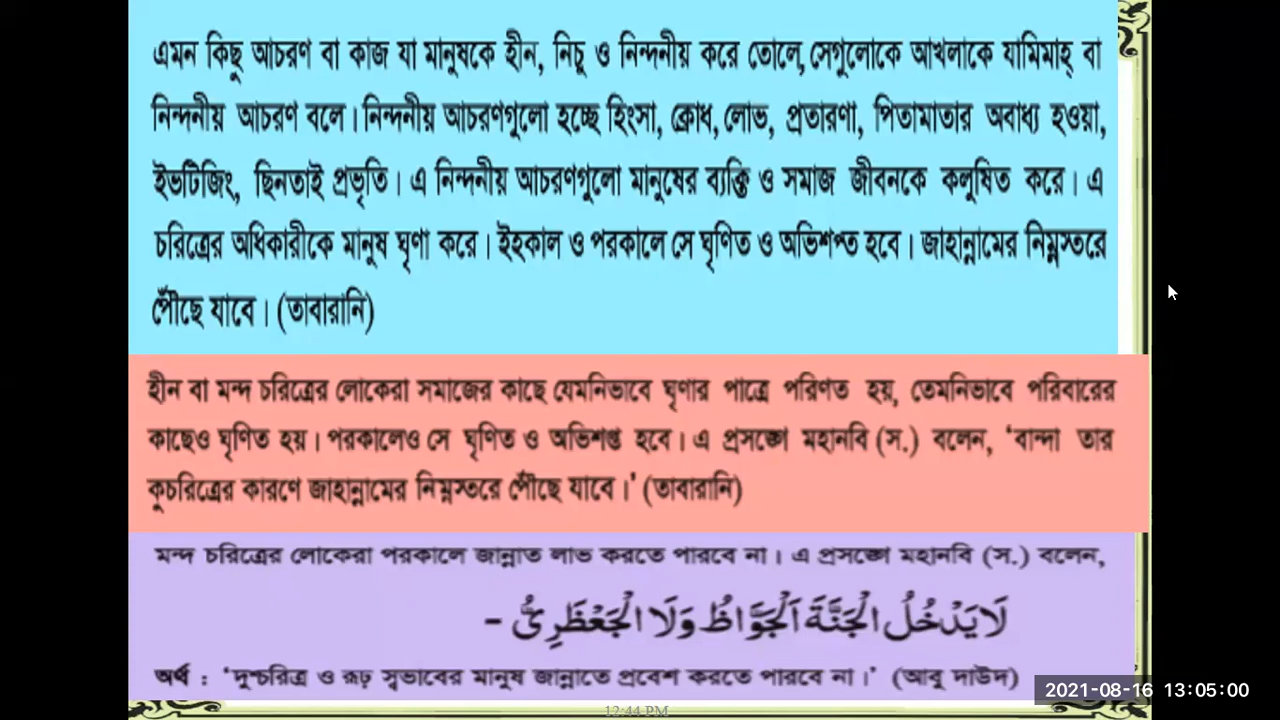 এমন কিছু আচরণ বা কাজ যা মানুষকে হীন, নিচু ও নিন্দনীয় করে তোলে, সেগুলোকে আখলাকে যামিমাহ্ বা
নিন্দনীয় আচরণ বলে। নিন্দনীয় আচরণগুলো হচ্ছে হিংসা, ক্রোধ, লোভ, প্রতারণা, পিতামাতার অবাধ্য হওয়া,
ইভটিজিং, ছিনতাই প্রভৃতি। এ নিন্দনীয় আচরণগুলো মানুষের ব্যক্তি ও সমাজ জীবনকে কলুষিত করে। এ
চরিত্রের অধিকারীকে মানুষ ঘৃণা করে। ইহকাল ও পরকালে সে ঘৃণিত ও অভিশপ্ত হবে। জাহান্নামের নিম্নস্তরে
পৌঁছে যাবে। (তাবারানি)
হীন বা মন্দ চরিত্রের লোকেরা সমাজের কাছে যেমনিভাবে ঘৃণার পাত্রে পরিণত হয়, তেমনিভাবে পরিবারের
কাছেও ঘৃণিত হয়। পরকালেও সে ঘৃণিত ও অভিশপ্ত হবে। এ প্রসঙ্গে মহানবি (স.) বলেন, ‘বান্দা তার
কুচরিত্রের কারণে জাহান্নামের নিম্নস্তরে পৌঁছে যাবে।’ (তাবারানি)
মন্দ চরিত্রের লোকেরা পরকালে জান্নাত লাভ করতে পারবে না। এ প্রসঙ্গে মহানবি (স.) বলেন,
لَا يَدْخُلُ الْجَنَّةَ اَلْجَوَّاظُ وَلَا الْجَعْظَرِىُّ -
অর্থ : ‘দুশ্চরিত্র ও রূঢ় স্বভাবের মানুষ জান্নাতে প্রবেশ করতে পারবে না।’ (আবু দাউদ)
2021-08-16 13:05:00
12:44 PM